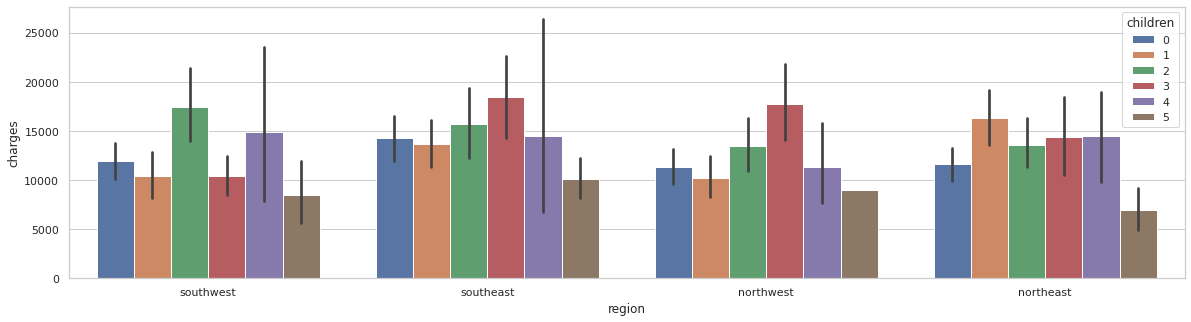 children
0
1
2
3
4
5
25000
20000
15000
10000
5000
0
charges
southwest
southeast
northwest
northeast
region